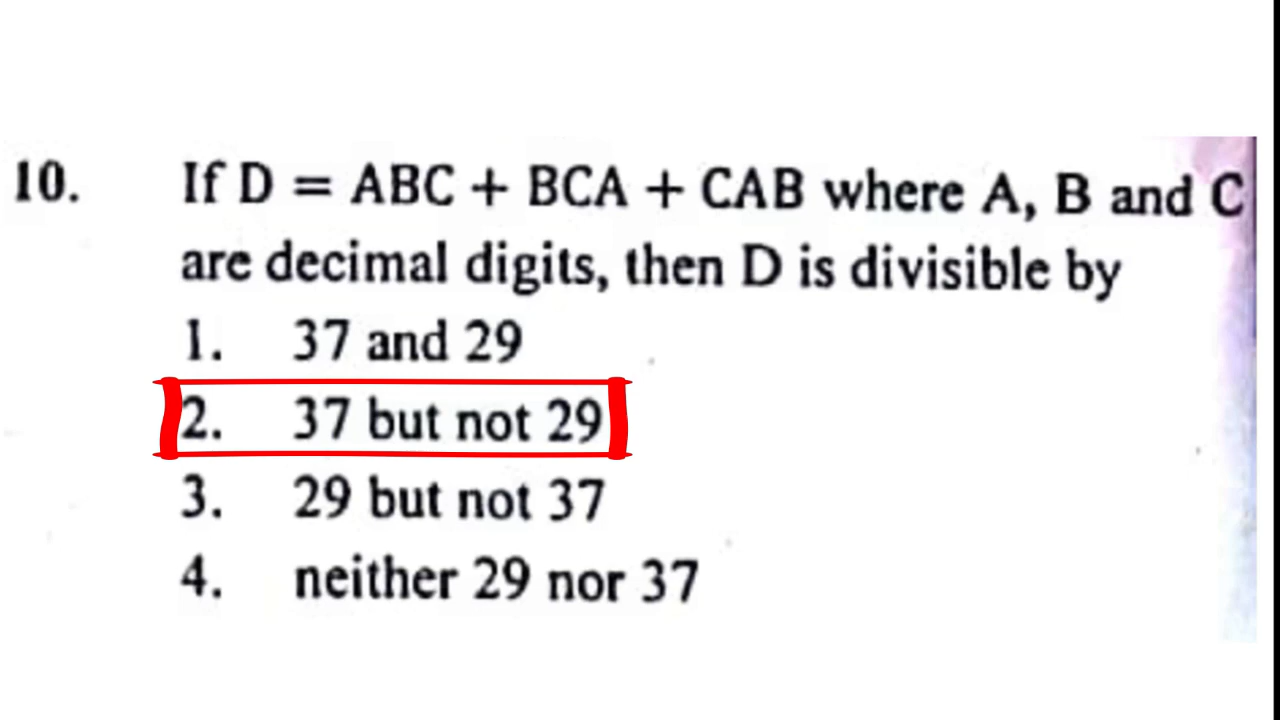 10. If D = ABC + BCA + CAB where A, B and C
are decimal digits, then D is divisible by
1. 37 and 29
2. 37 but not 29
3. 29 but not 37
4. neither 29 nor 37